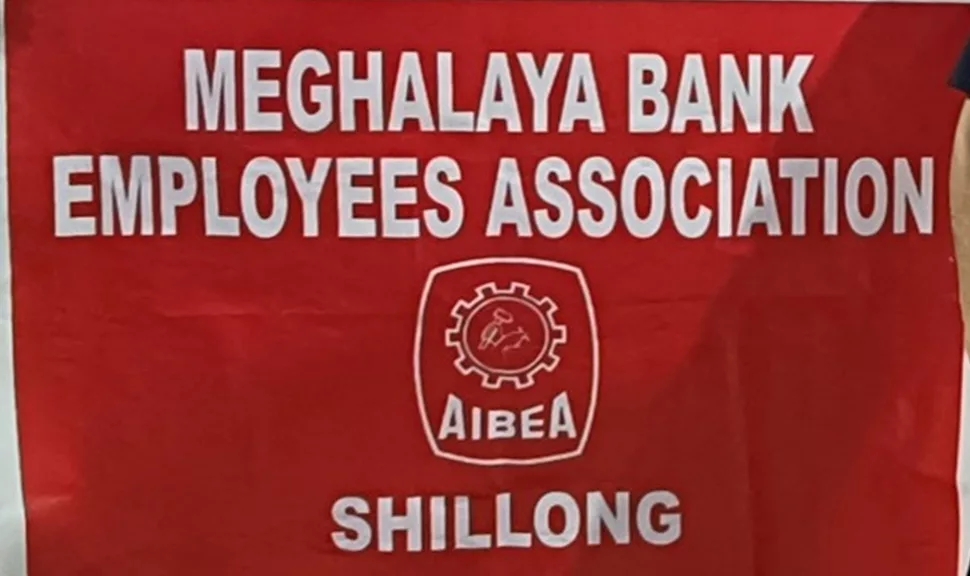 MEGHALAYA BANK
EMPLOYEES ASSOCIATION
AIBEA
SHILLONG